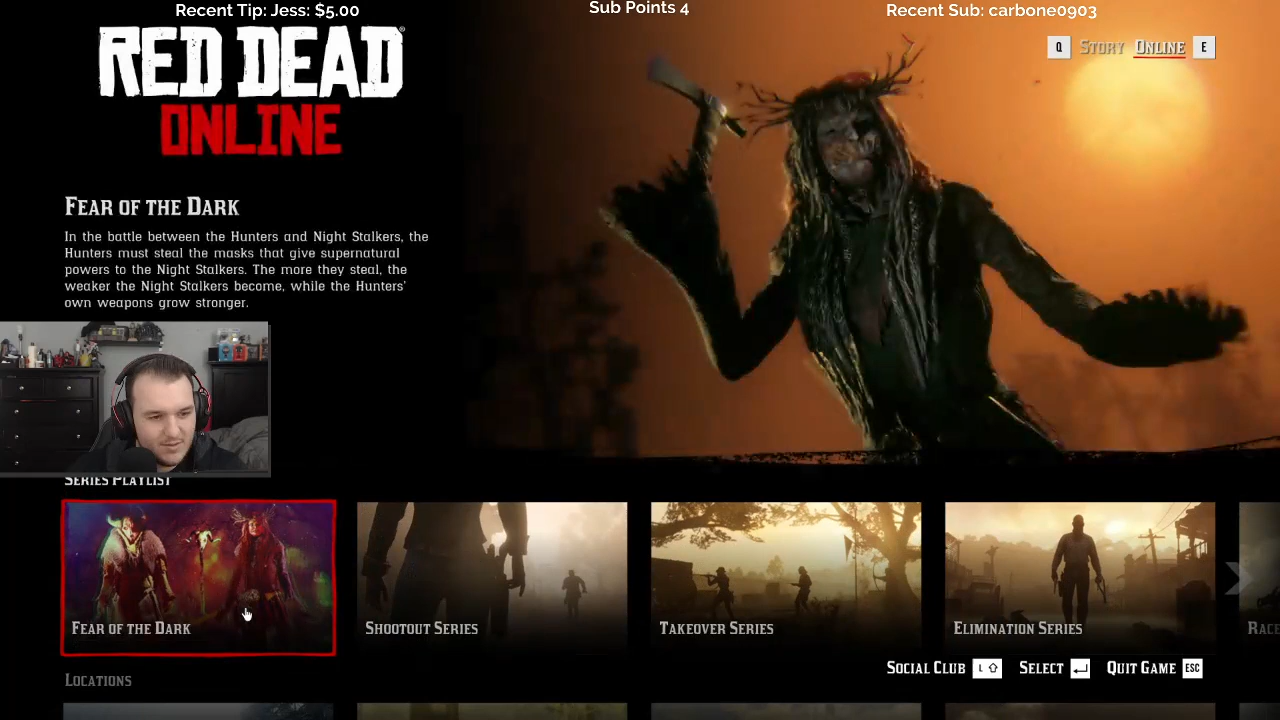 Recent Tip: Jess: $5.00
Sub Points 4
Recent Sub: carbone0903
RED DEAD
ONLINE
Q STORY ONLINE E
FEAR OF THE DARK
In the battle between the Hunters and Night Stalkers, the
Hunters must steal the masks that give supernatural
powers to the Night Stalkers. The more they steal, the
weaker the Night Stalkers become, while the Hunters'
own weapons grow stronger.
SERIES PLAYLIST
FEAR OF THE DARK
SHOOTOUT SERIES
TAKEOVER SERIES
ELIMINATION SERIES
RACE
SOCIAL CLUB L SELECT QUIT GAME ESC
LOCATIONS